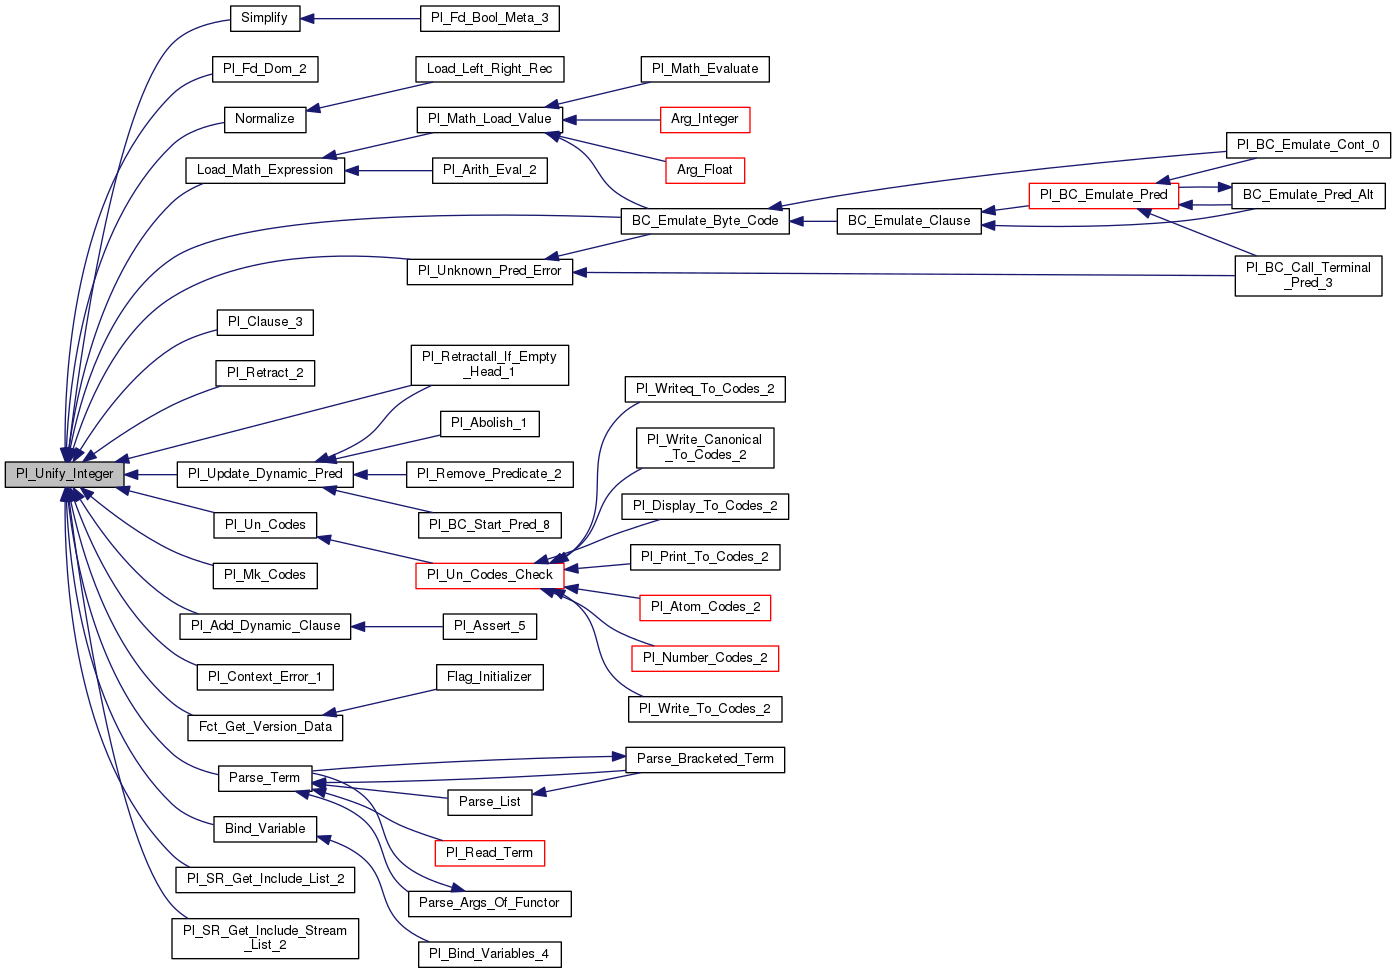 Simplify
Pl_Fd_Bool_Meta_3
Pl_Fd_Dom_2
Load_Left_Right_Rec
Pl_Math_Evaluate
Normalize
Pl_Math_Load_Value
Arg_Integer
Pl_BC_Emulate_Cont_0
Load_Math_Expression
Pl_Arith_Eval_2
Arg_Float
Pl_BC_Emulate_Pred
BC_Emulate_Pred_Alt
BC_Emulate_Byte_Code
BC_Emulate_Clause
Pl_Unknown_Pred_Error
Pl_BC_Call_Terminal
_Pred_3
Pl_Clause_3
Pl_Retract_2
Pl_Retractall_If_Empty
_Head_1
Pl_Writeq_To_Codes_2
Pl_Abolish_1
Pl_Write_Canonical
_To_Codes_2
Pl_Unify_Integer
Pl_Update_Dynamic_Pred
Pl_Remove_Predicate_2
Pl_Display_To_Codes_2
Pl_Un_Codes
Pl_BC_Start_Pred_8
Pl_Print_To_Codes_2
Pl_Mk_Codes
Pl_Un_Codes_Check
Pl_Atom_Codes_2
Pl_Add_Dynamic_Clause
Pl_Assert_5
Pl_Number_Codes_2
Pl_Context_Error_1
Flag_Initializer
Pl_Write_To_Codes_2
Fct_Get_Version_Data
Parse_Bracketed_Term
Parse_Term
Parse_List
Bind_Variable
Pl_Read_Term
Pl_SR_Get_Include_List_2
Parse_Args_Of_Functor
Pl_SR_Get_Include_Stream
_List_2
Pl_Bind_Variables_4